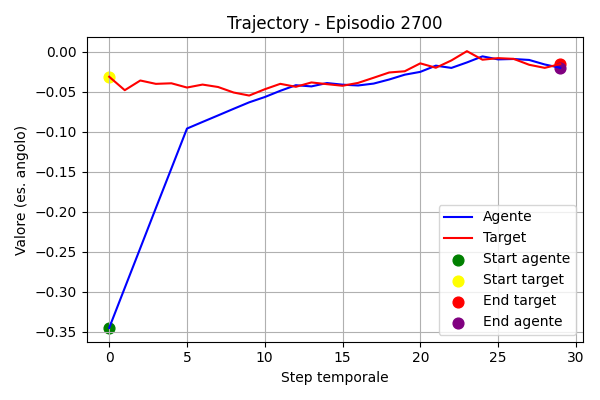 Trajectory - Episodio 2700
Valore (es. angolo)
0.00
−0.05
−0.10
−0.15
−0.20
−0.25
−0.30
−0.35
0 5 10 15 20 25 30
Step temporale
Agente
Target
Start agente
Start target
End target
End agente